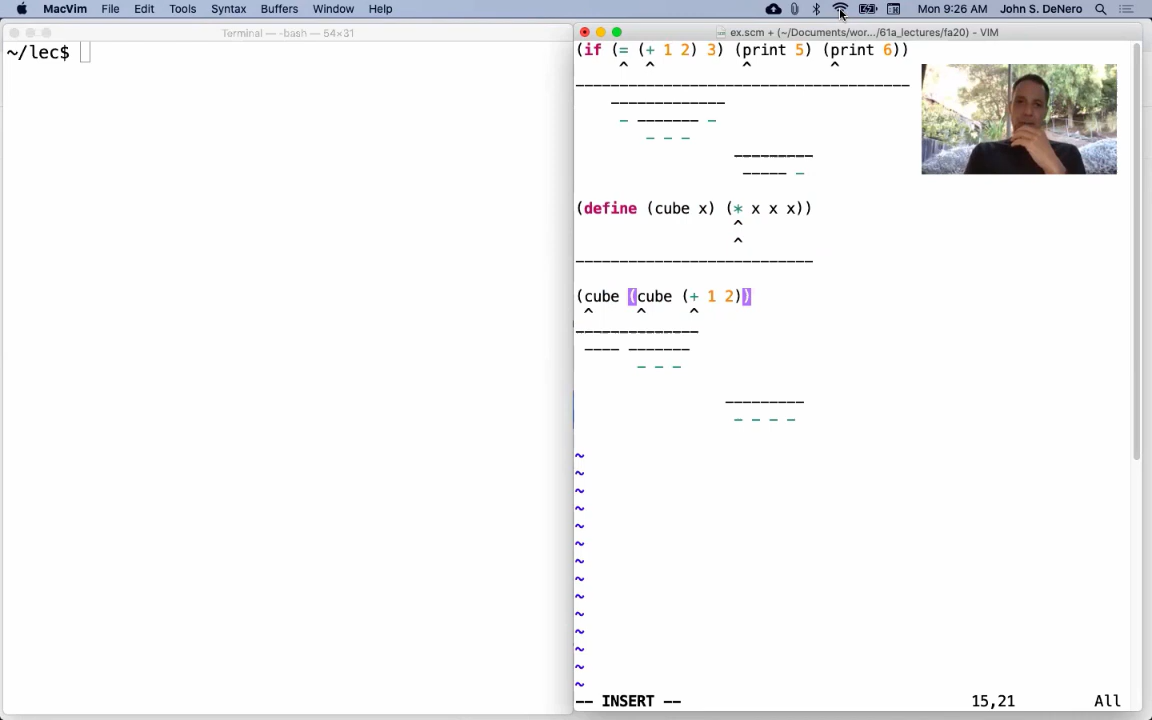 MacVim File Edit Tools Syntax Buffers Window Help Mon 9:26 AM John S. DeNero
Terminal — -bash — 54×31
~/lec$
ex.scm + (~/Documents/wor.../61a_lectures/fa20) - VIM
(if (= (+ 1 2) 3) (print 5) (print 6))
^ ^ ^ ^
--------------------------------------
-------------
- ------- -
- - -
---------
----- -
(define (cube x) (* x x x))
^
^
---------------------------
(cube (cube (+ 1 2))
^ ^ ^
--------------
---- -------
- - -
---------
- - - -
~
~
~
~
~
~
~
~
~
~
~
~
~
~
-- INSERT -- 15,21 All